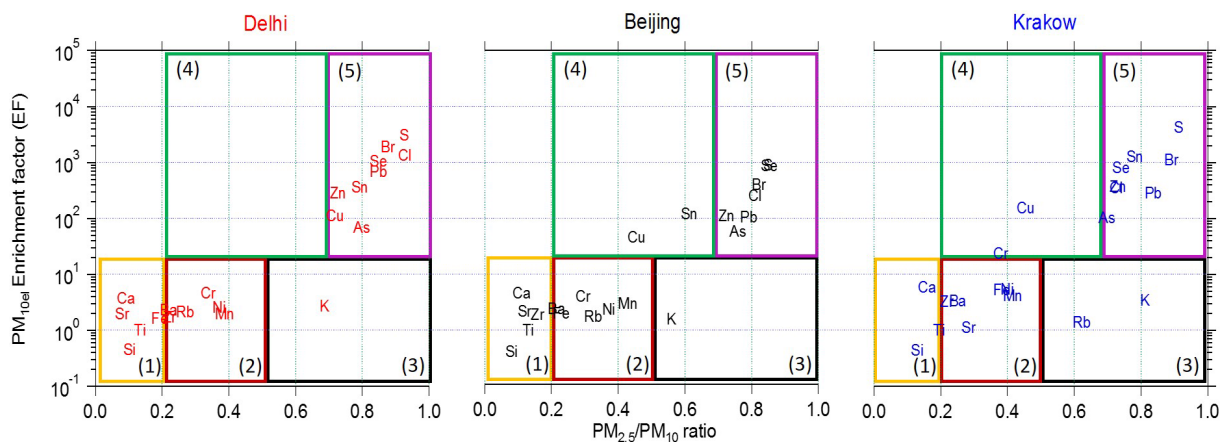 Delhi Beijing Krakow
PM10el Enrichment factor (EF)
10^5
10^4
10^3
10^2
10^1
10^0
10^-1
(4) (5) (4) (5) (4) (5)
S
Br
Cl
Se
Pb
Sn
Zn
Cu
As
Ca
Sr
Ti
Si
Cr
Ni
Rb
Mn
K
(1) (2) (3)
Se
Br
Cl
Sn
Zn
Pb
As
Cu
Ca
Sr
Zr
Ti
Si
Cr
Mn
Ni
Rb
K
(1) (2) (3)
S
Sn
Br
Se
Zn
Pb
Cu
As
Cr
Ca
Ba
Ti
Sr
Si
Fe
Ni
Mn
K
Rb
(1) (2) (3)
0.0 0.2 0.4 0.6 0.8 1.0 0.0 0.2 0.4 0.6 0.8 1.0 0.0 0.2 0.4 0.6 0.8 1.0
PM2.5/PM10 ratio